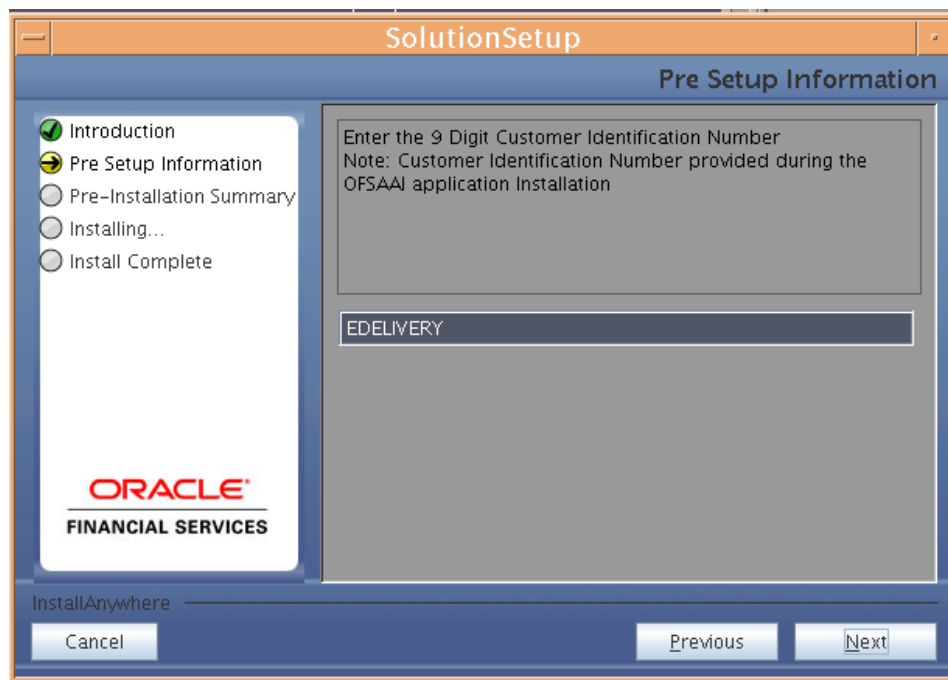 SolutionSetup
Pre Setup Information
Introduction
Pre Setup Information
Pre-Installation Summary
Installing...
Install Complete
ORACLE
FINANCIAL SERVICES
Enter the 9 Digit Customer Identification Number
Note: Customer Identification Number provided during the
OFSAAI application Installation
EDELIVERY
InstallAnywhere
Cancel
Previous
Next